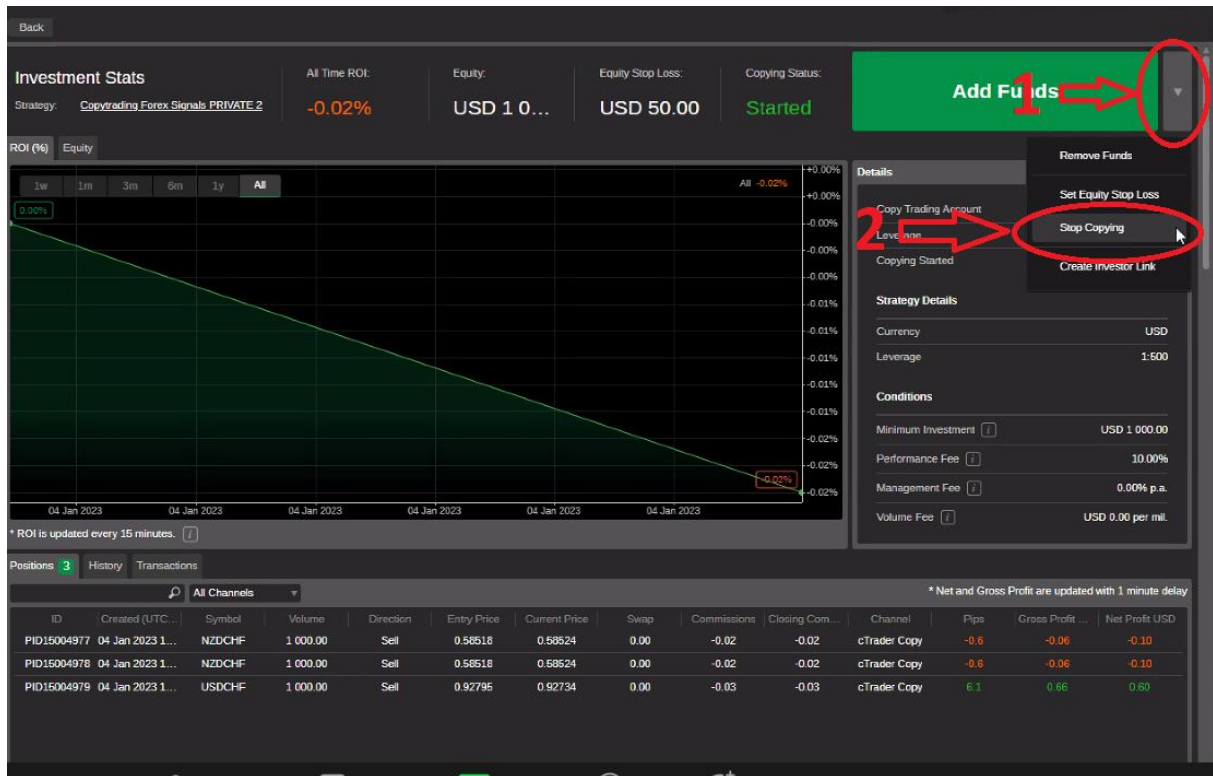 Back
Investment Stats
Strategy: Copytrading Forex Signals PRIVATE 2
All Time ROI:
-0.02%
Equity:
USD 1 0...
Equity Stop Loss:
USD 50.00
Copying Status:
Started
Add Funds
1
Remove Funds
Set Equity Stop Loss
2
Stop Copying
Create Investor Link
ROI (%) Equity
1w 1m 3m 6m 1y All
All -0.02%
0.00%
+0.00%
+0.00%
-0.00%
-0.00%
-0.00%
-0.01%
-0.01%
-0.01%
-0.01%
-0.01%
-0.02%
-0.02%
-0.02%
-0.02%
04 Jan 2023 04 Jan 2023 04 Jan 2023 04 Jan 2023 04 Jan 2023 04 Jan 2023
* ROI is updated every 15 minutes. i
Details
Copy Trading Account
Leverage
Copying Started
Strategy Details
Currency USD
Leverage 1:500
Conditions
Minimum Investment i USD 1 000.00
Performance Fee i 10.00%
Management Fee i 0.00% p.a.
Volume Fee i USD 0.00 per mil.
Positions 3 History Transactions
All Channels
* Net and Gross Profit are updated with 1 minute delay
ID Created (UTC... Symbol Volume Direction Entry Price Current Price Swap Commissions Closing Com... Channel Pips Gross Profit ... Net Profit USD
PID15004977 04 Jan 2023 1... NZDCHF 1 000.00 Sell 0.58518 0.58524 0.00 -0.02 -0.02 cTrader Copy -0.6 -0.06 -0.10
PID15004978 04 Jan 2023 1... NZDCHF 1 000.00 Sell 0.58518 0.58524 0.00 -0.02 -0.02 cTrader Copy -0.6 -0.06 -0.10
PID15004979 04 Jan 2023 1... USDCHF 1 000.00 Sell 0.92795 0.92734 0.00 -0.03 -0.03 cTrader Copy 6.1 0.66 0.60